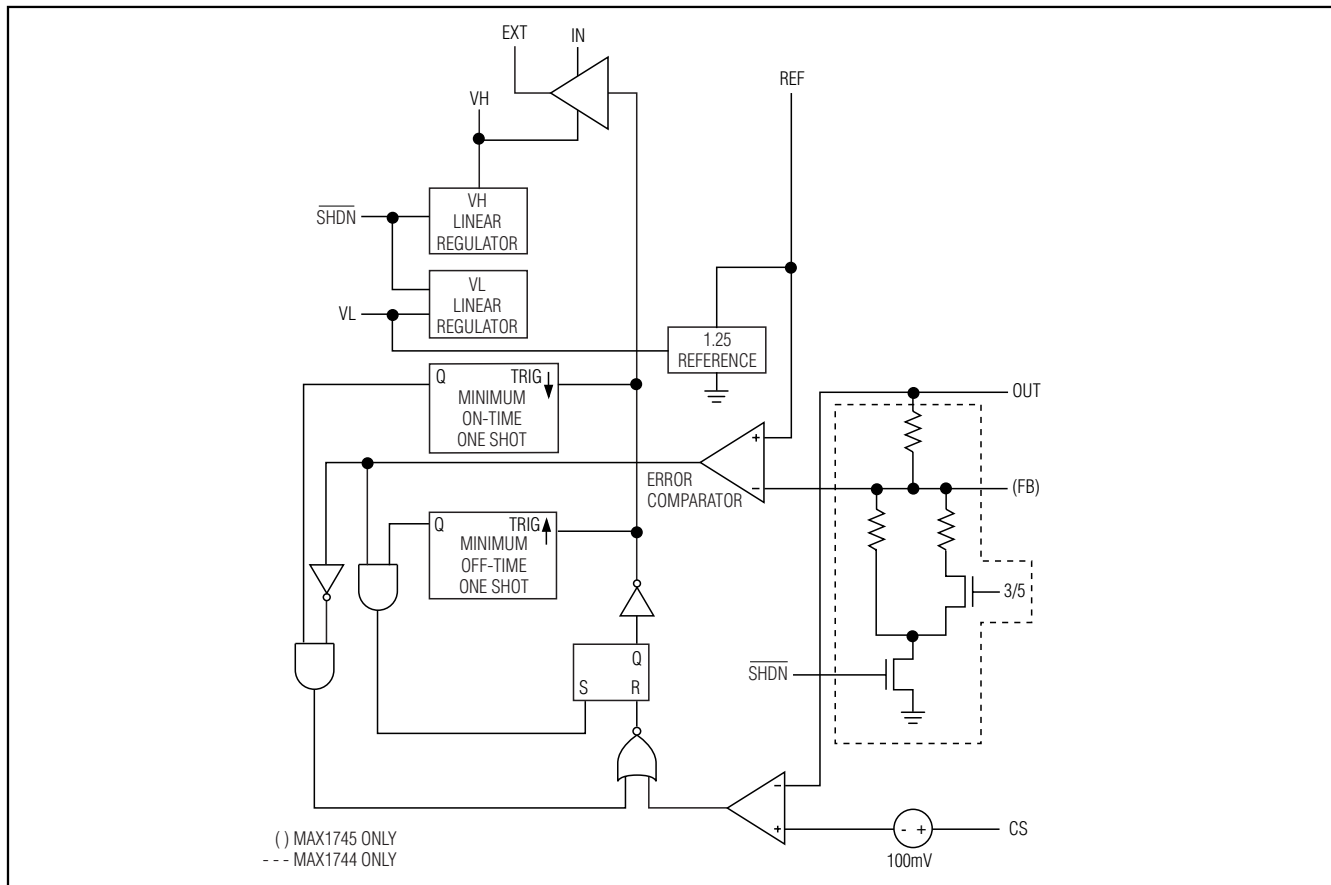 EXT
IN
REF
VH
VH
LINEAR
REGULATOR
SHDN
VL
LINEAR
REGULATOR
VL
1.25
REFERENCE
Q
TRIG
MINIMUM
ON-TIME
ONE SHOT
OUT
+
−
ERROR
COMPARATOR
(FB)
Q
TRIG
MINIMUM
OFF-TIME
ONE SHOT
3/5
Q
S
R
SHDN
−
+
- +
100mV
CS
( ) MAX1745 ONLY
- - - MAX1744 ONLY